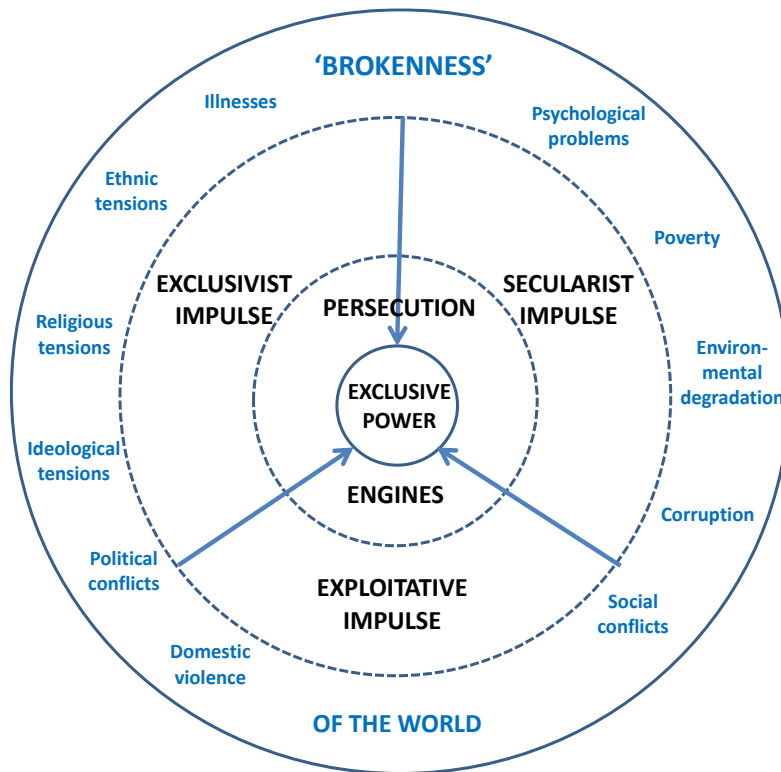 ‘BROKENNESS’
Illnesses
Psychological
problems
Ethnic
tensions
Poverty
EXCLUSIVIST
IMPULSE
SECULARIST
IMPULSE
PERSECUTION
Religious
tensions
Environ-
mental
degradation
EXCLUSIVE
POWER
Ideological
tensions
ENGINES
Corruption
Political
conflicts
EXPLOITATIVE
IMPULSE
Social
conflicts
Domestic
violence
OF THE WORLD